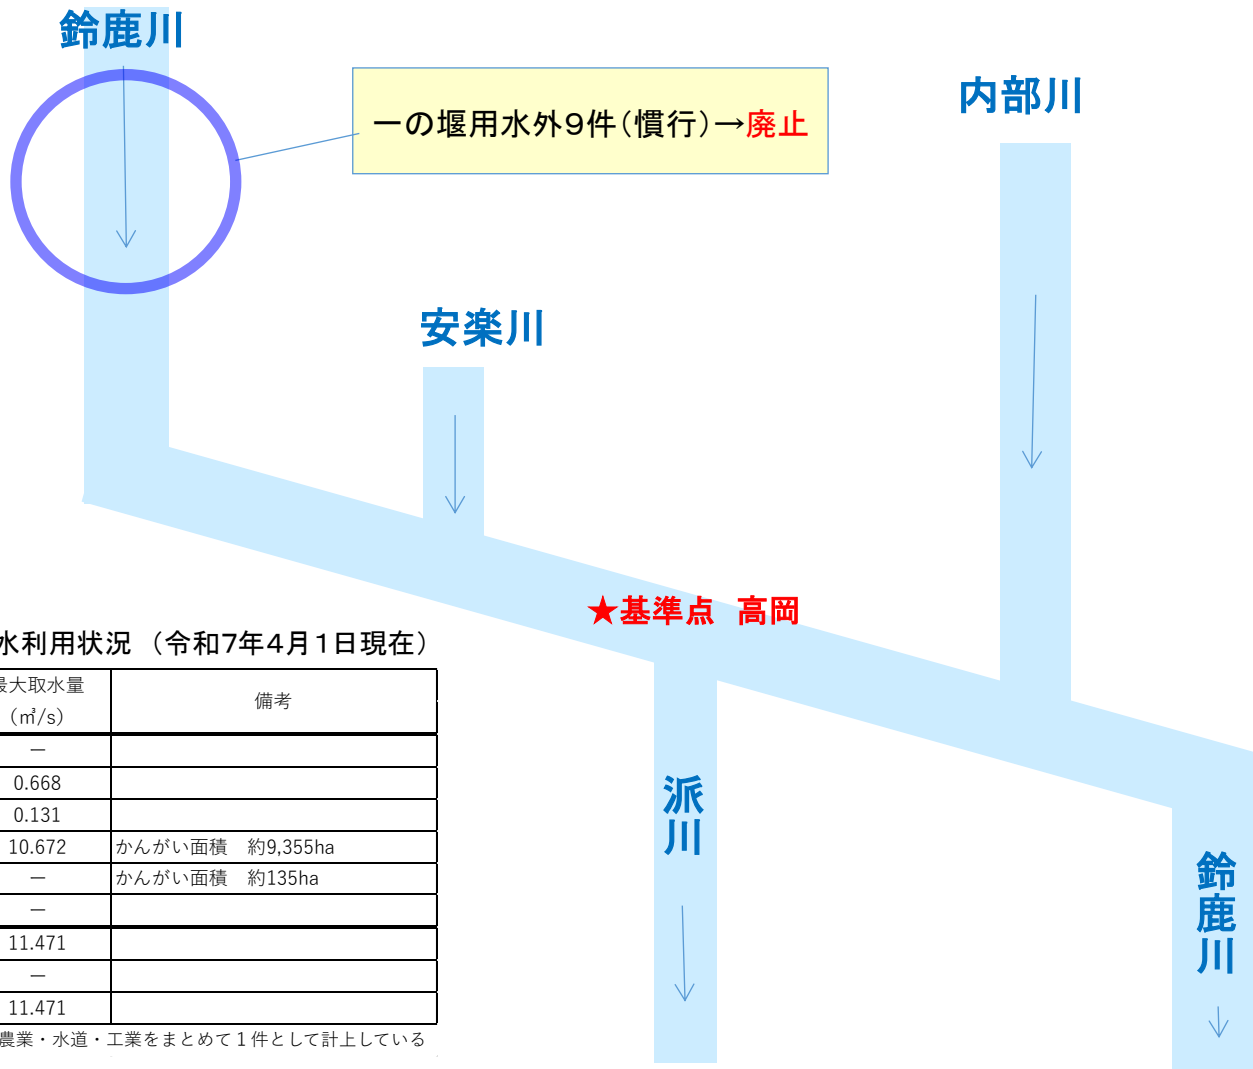 鈴鹿川
一の堰用水外9件（慣行）→廃止
内部川
安楽川
★基準点　高岡
水利用状況 （令和7年4月1日現在）
最大取水量
備考
（㎥/s）
－
0.668
0.131
10.672 かんがい面積　約9,355ha
－ かんがい面積　約135ha
－
11.471
－
11.471
農業・水道・工業をまとめて１件として計上している
派川
鈴鹿川